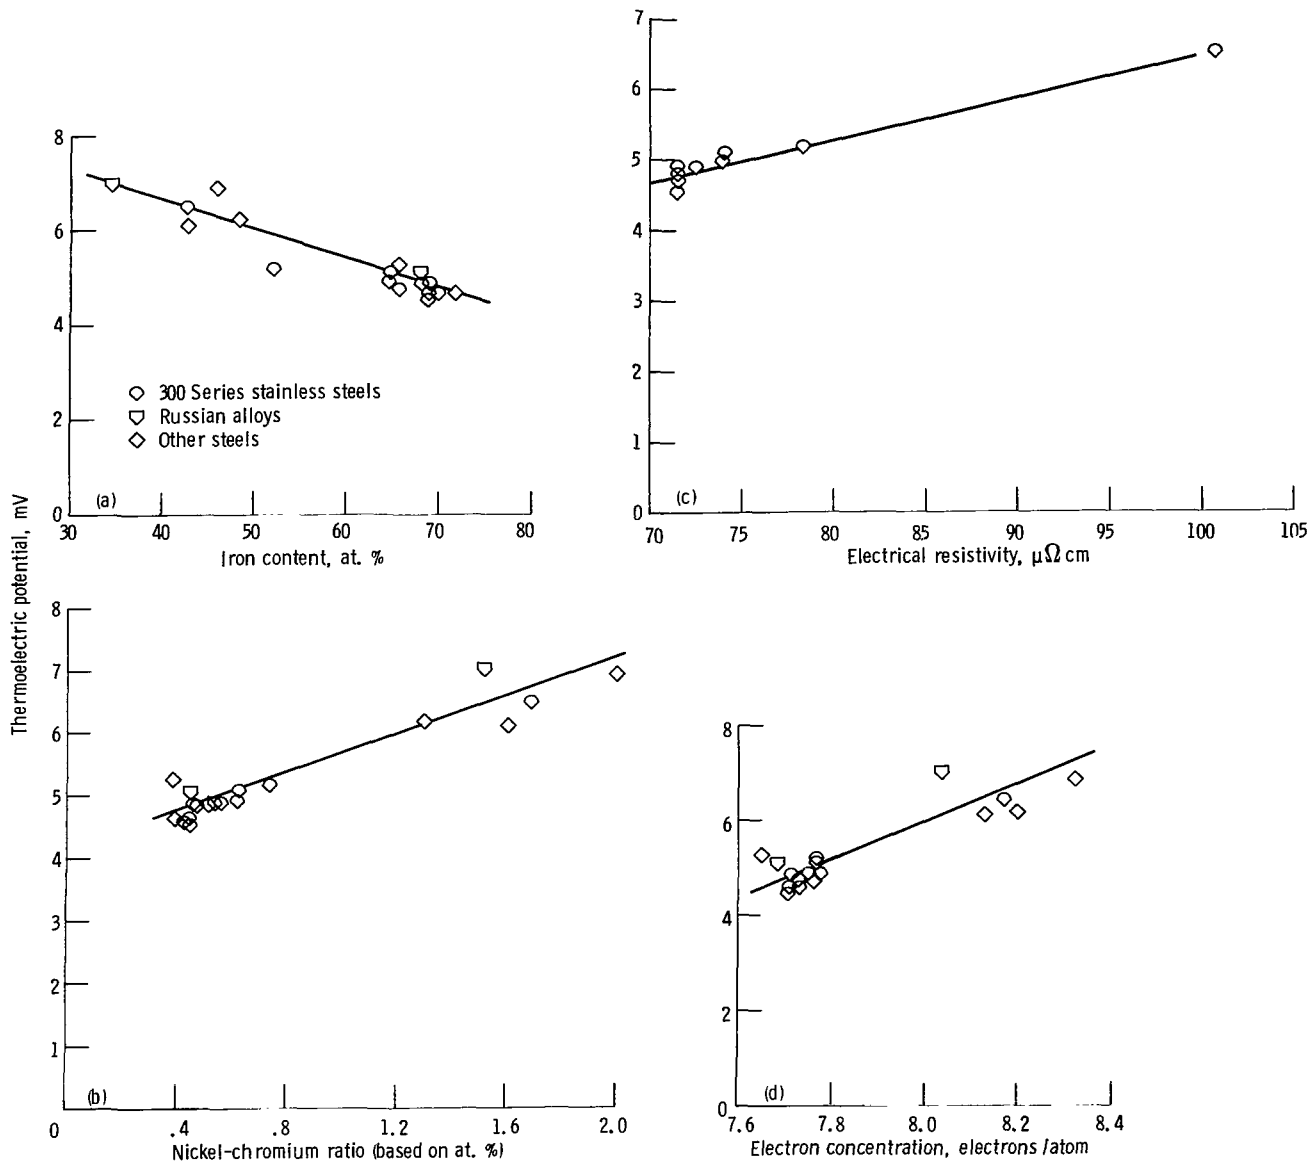 8
6
4
2
0
300 Series stainless steels
Russian alloys
Other steels
(a)
30 40 50 60 70 80
Iron content, at. %
7
6
5
4
3
2
1
0
(c)
70 75 80 85 90 95 100 105
Electrical resistivity, μΩ cm
Thermoelectric potential, mV
8
7
6
5
4
3
2
1
0
(b)
.4 .8 1.2 1.6 2.0
Nickel-chromium ratio (based on at. %)
8
6
4
2
0
(d)
7.6 7.8 8.0 8.2 8.4
Electron concentration, electrons/atom